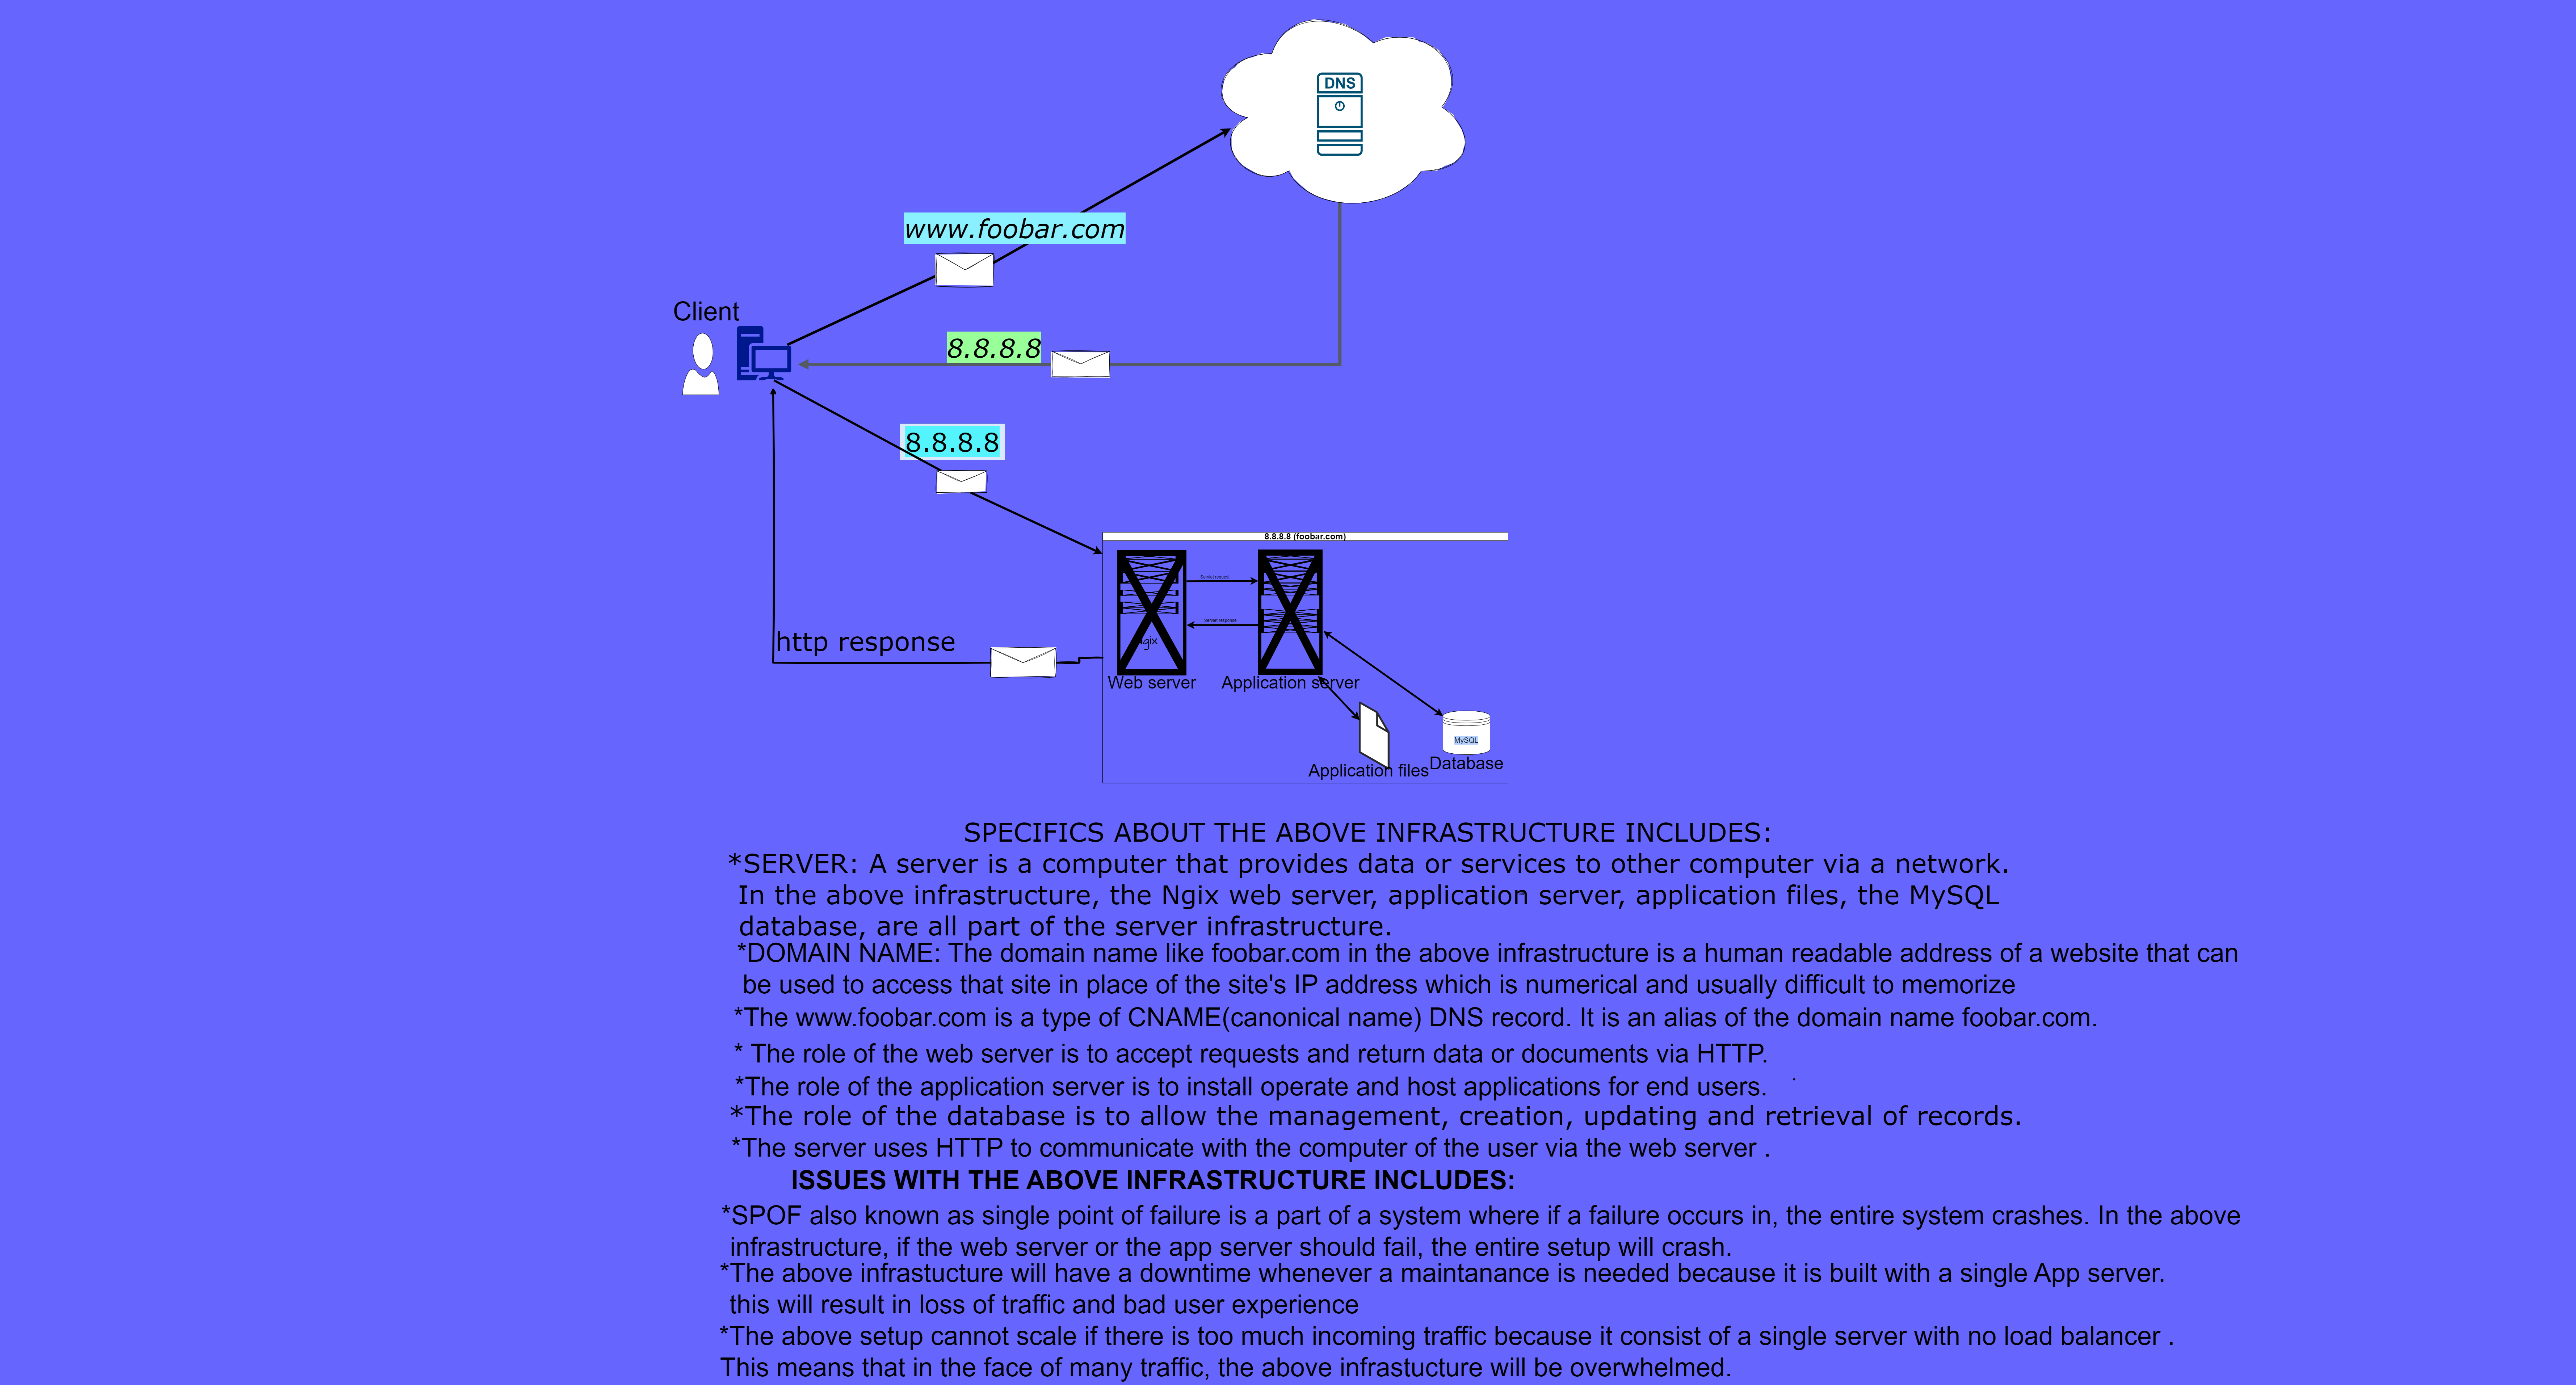 DNS
www.foobar.com
Client
8.8.8.8
8.8.8.8
8.8.8.8 (foobar.com)
Servlet request
Servlet response
http response
Ngix
Web server
Application server
MySQL
Application files
Database
SPECIFICS ABOUT THE ABOVE INFRASTRUCTURE INCLUDES:
*SERVER: A server is a computer that provides data or services to other computer via a network.
In the above infrastructure, the Ngix web server, application server, application files, the MySQL
database, are all part of the server infrastructure.
*DOMAIN NAME: The domain name like foobar.com in the above infrastructure is a human readable address of a website that can
be used to access that site in place of the site's IP address which is numerical and usually difficult to memorize
*The www.foobar.com is a type of CNAME(canonical name) DNS record. It is an alias of the domain name foobar.com.
* The role of the web server is to accept requests and return data or documents via HTTP.
*The role of the application server is to install operate and host applications for end users.
*The role of the database is to allow the management, creation, updating and retrieval of records.
*The server uses HTTP to communicate with the computer of the user via the web server .
ISSUES WITH THE ABOVE INFRASTRUCTURE INCLUDES:
*SPOF also known as single point of failure is a part of a system where if a failure occurs in, the entire system crashes. In the above
infrastructure, if the web server or the app server should fail, the entire setup will crash.
*The above infrastucture will have a downtime whenever a maintanance is needed because it is built with a single App server.
this will result in loss of traffic and bad user experience
*The above setup cannot scale if there is too much incoming traffic because it consist of a single server with no load balancer .
This means that in the face of many traffic, the above infrastucture will be overwhelmed.